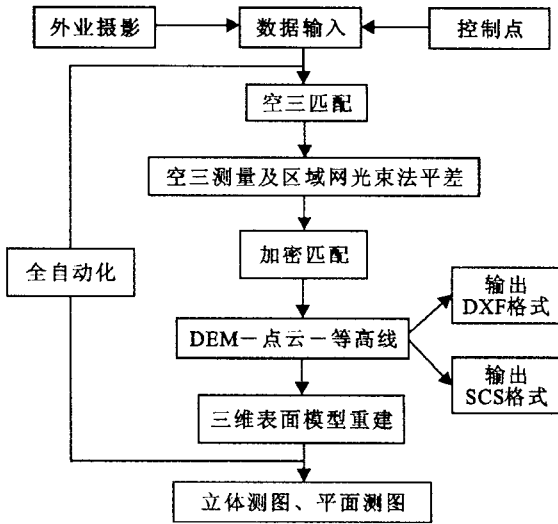 外业摄影
数据输入
控制点
空三匹配
空三测量及区域网光束法平差
全自动化
加密匹配
输出
DXF格式
DEM－点云－等高线
输出
SCS格式
三维表面模型重建
立体测图、平面测图